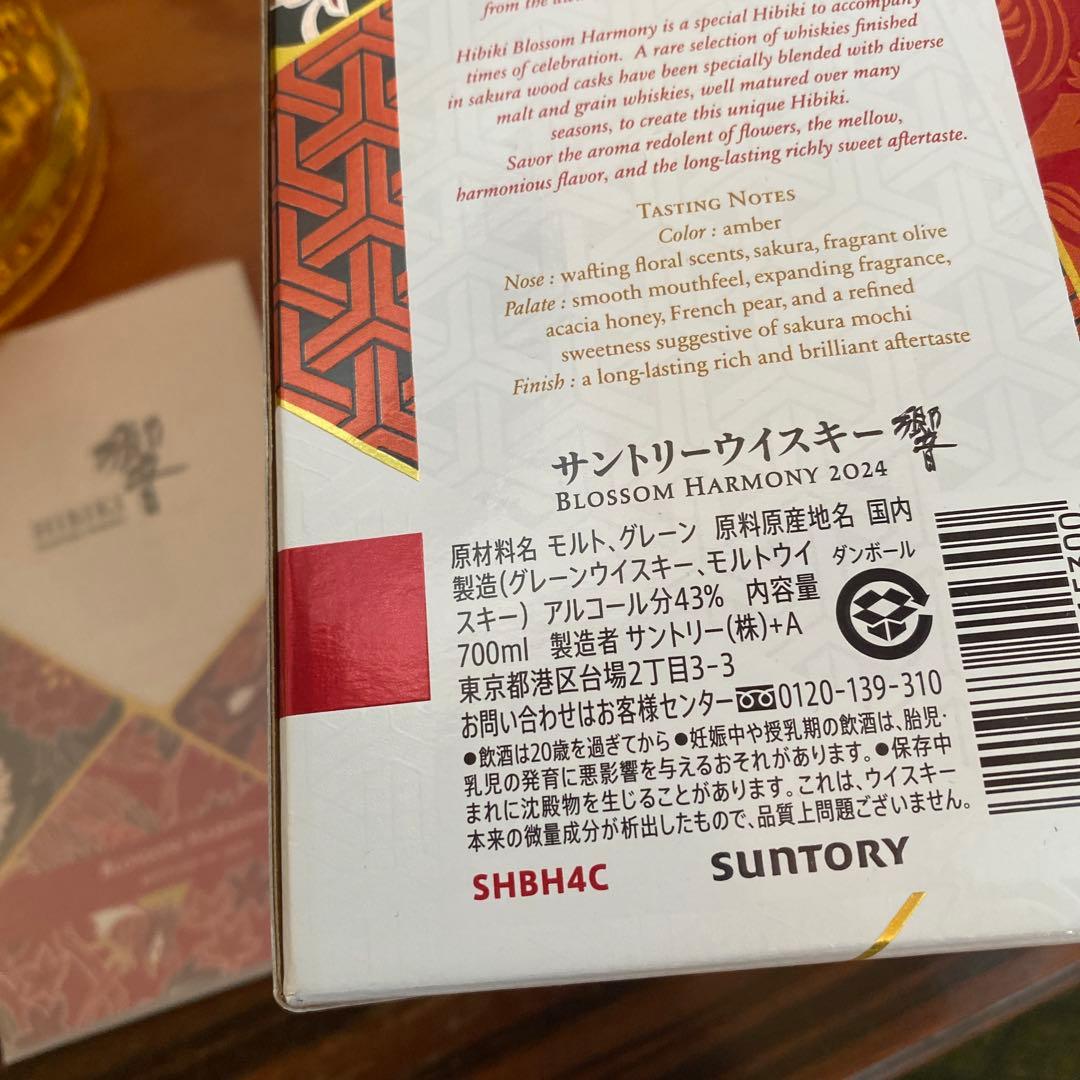 from the
Hibiki Blossom Harmony is a special Hibiki to accompany
times of celebration. A rare selection of whiskies finished
in sakura wood casks have been specially blended with diverse
malt and grain whiskies, well matured over many
seasons, to create this unique Hibiki.
Savor the aroma redolent of flowers, the mellow,
harmonious flavor, and the long-lasting richly sweet aftertaste.
TASTING NOTES
Color : amber
Nose : wafting floral scents, sakura, fragrant olive
Palate : smooth mouthfeel, expanding fragrance,
acacia honey, French pear, and a refined
sweetness suggestive of sakura mochi
Finish : a long-lasting rich and brilliant aftertaste
サントリーウイスキー 響
BLOSSOM HARMONY 2024
原材料名 モルト、グレーン 原料原産地名 国内
製造(グレーンウイスキー、モルトウイ
スキー) アルコール分43% 内容量
700ml 製造者 サントリー(株)+A
東京都港区台場2丁目3-3
ダンボール
お問い合わせはお客様センター 0120-139-310
●飲酒は20歳を過ぎてから ●妊娠中や授乳期の飲酒は、胎児・
乳児の発育に悪影響を与えるおそれがあります。 ●保存中
まれに沈殿物を生じることがあります。これは、ウイスキー
本来の微量成分が析出したもので、品質上問題ございません。
SHBH4C
SUNTORY
響
HIBIKI